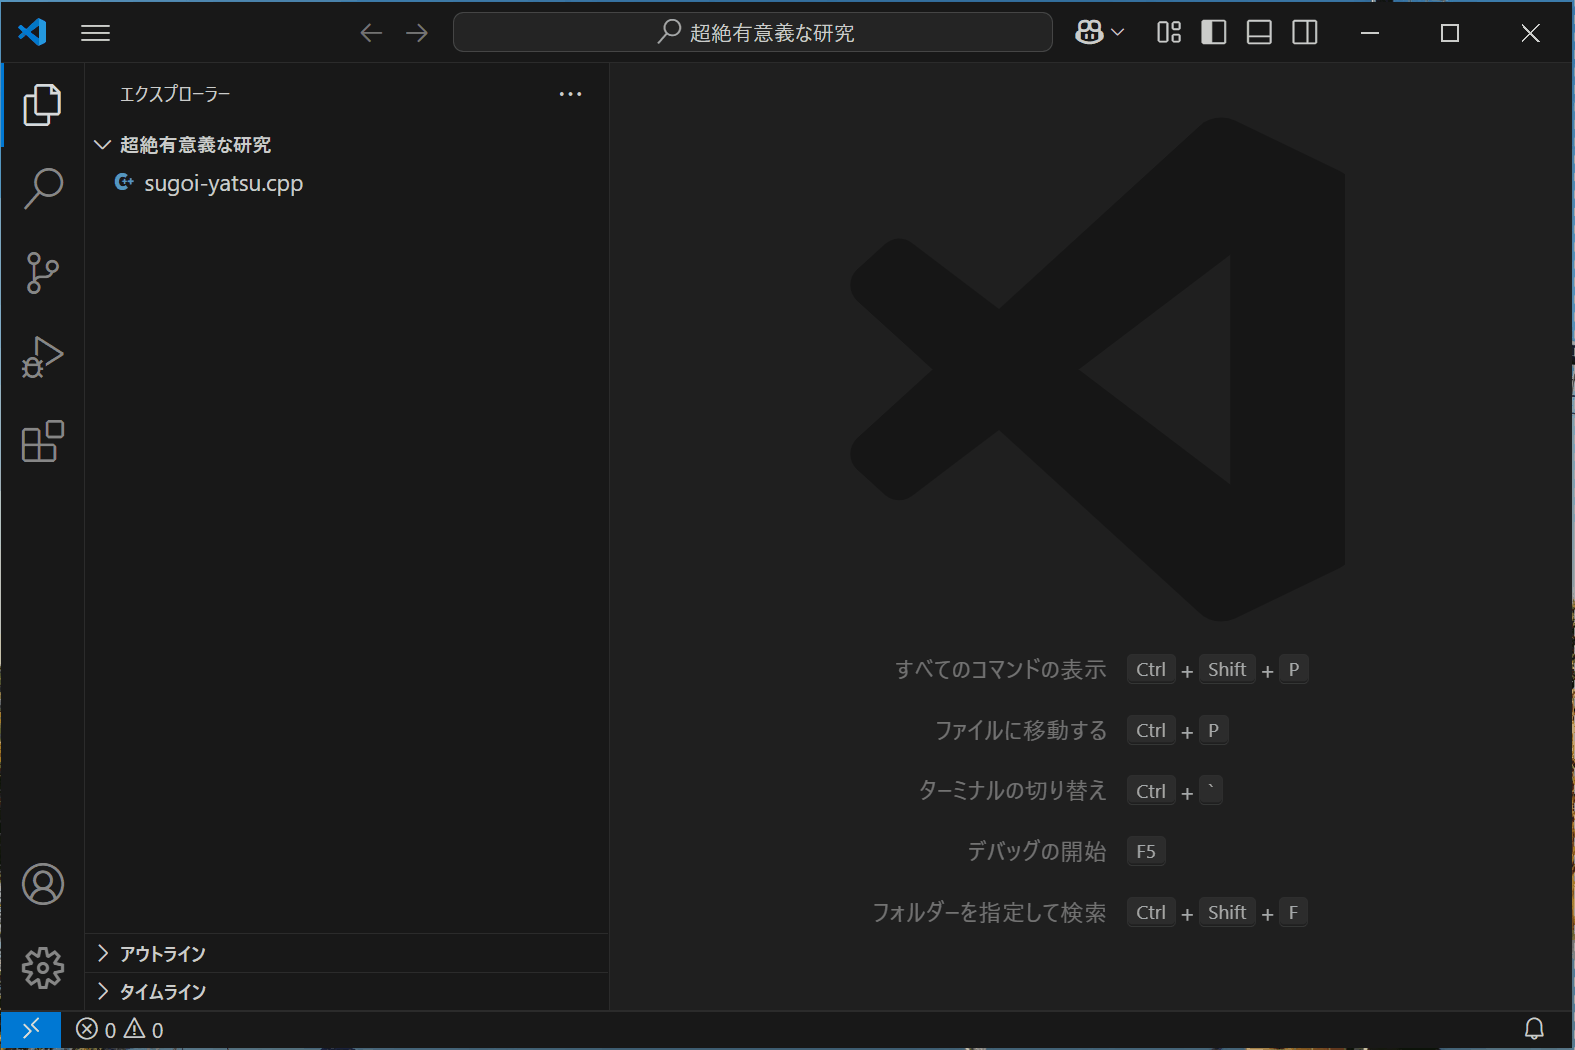 超絶有意義な研究
エクスプローラー
超絶有意義な研究
sugoi-yatsu.cpp
すべてのコマンドの表示 Ctrl + Shift + P
ファイルに移動する Ctrl + P
ターミナルの切り替え Ctrl + `
デバッグの開始 F5
フォルダーを指定して検索 Ctrl + Shift + F
アウトライン
タイムライン
0 0